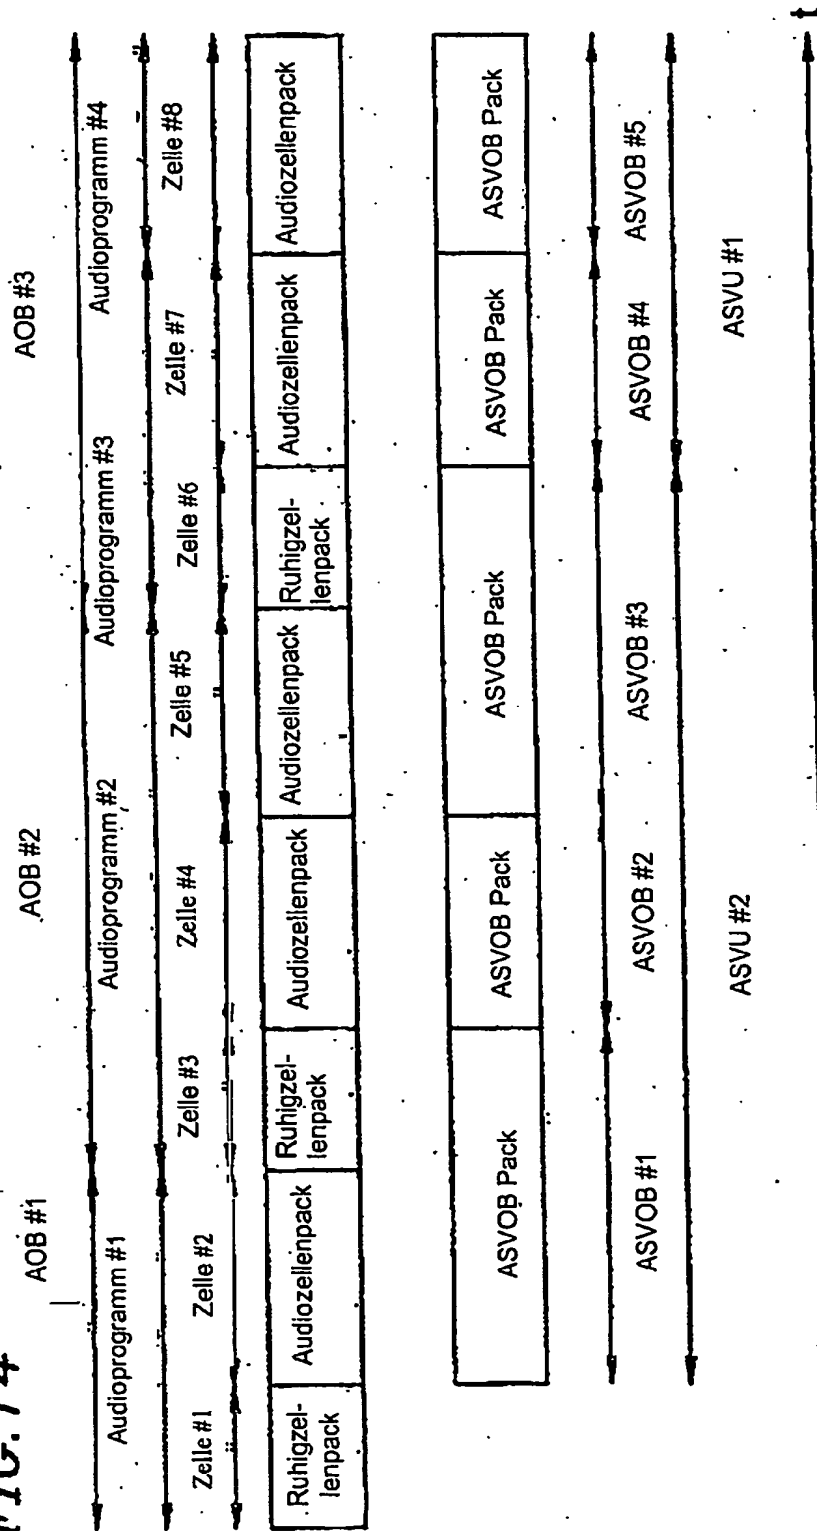 FIG. 74
AOB #1
AOB #2
AOB #3
Audioprogramm #1
Audioprogramm #2
Audioprogramm #3
Audioprogramm #4
Zelle #1
Zelle #2
Zelle #3
Zelle #4
Zelle #5
Zelle #6
Zelle #7
Zelle #8
Ruhigzel-
lenpack
Audiozellenpack
Ruhigzel-
lenpack
Audiozellenpack
Audiozellenpack
Ruhigzel-
lenpack
Audiozellenpack
Audiozellenpack
ASVOB Pack
ASVOB Pack
ASVOB Pack
ASVOB Pack
ASVOB Pack
ASVOB #1
ASVOB #2
ASVOB #3
ASVOB #4
ASVOB #5
ASVU #2
ASVU #1
t